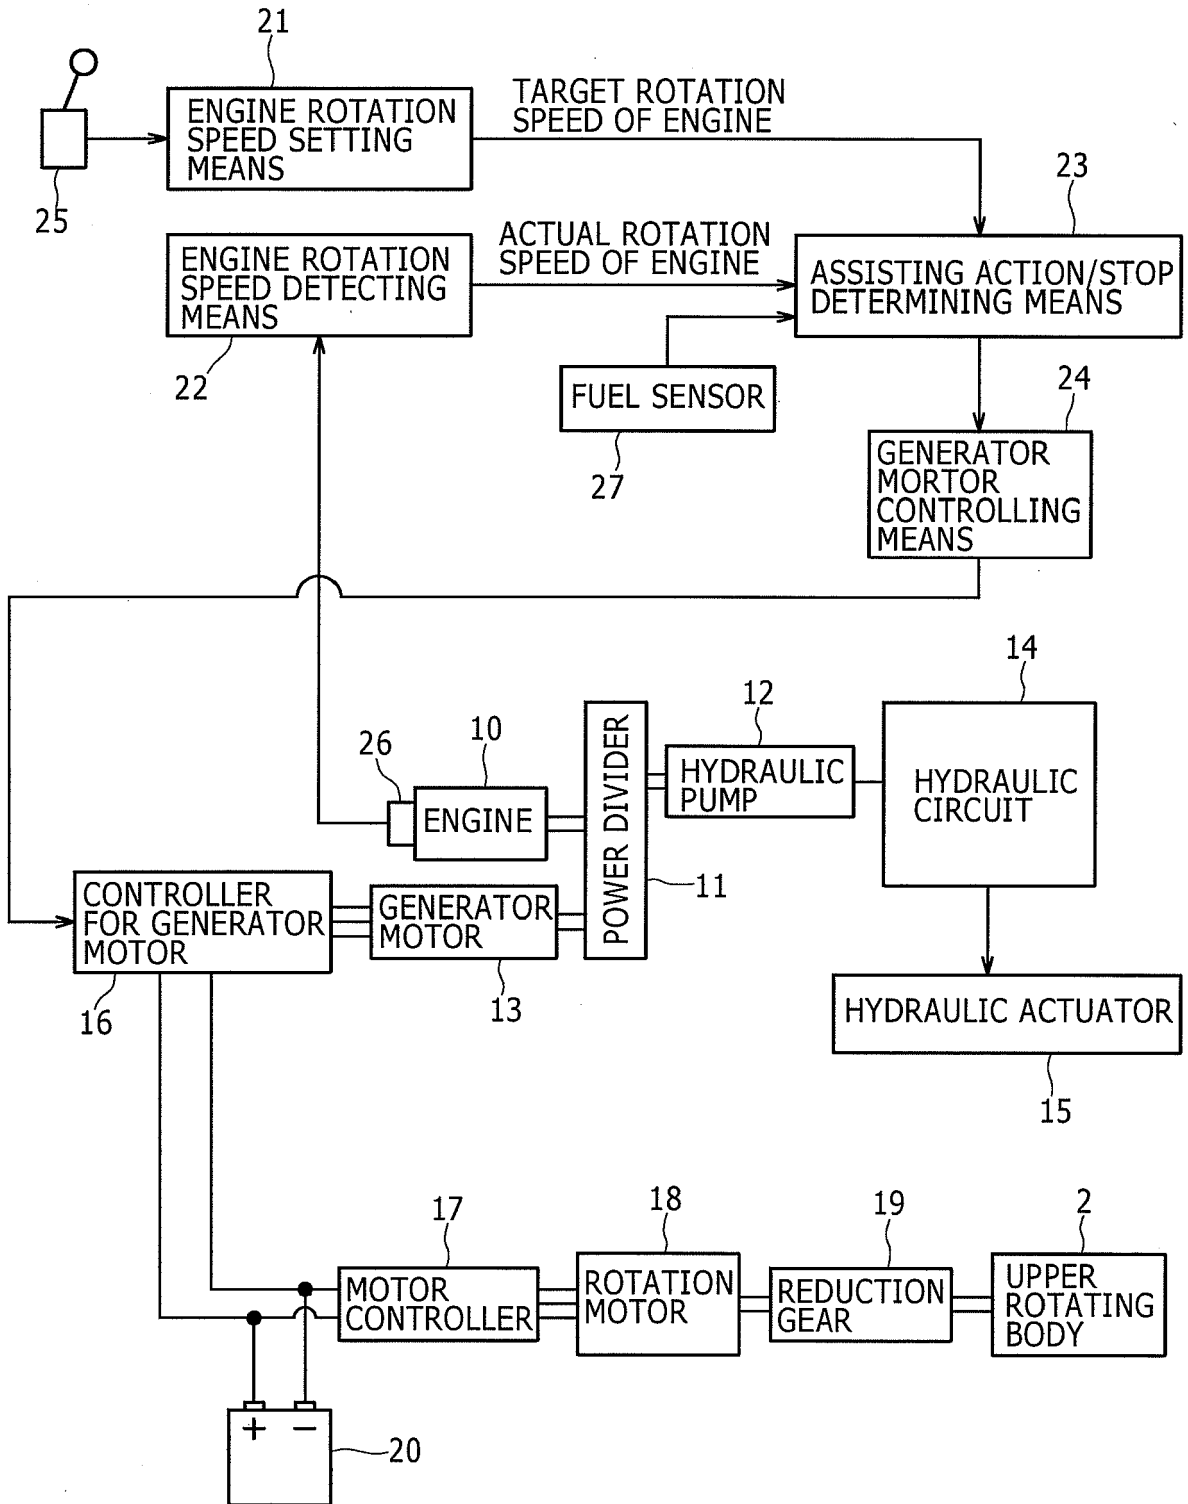 21
ENGINE ROTATION
SPEED SETTING
MEANS
TARGET ROTATION
SPEED OF ENGINE
25
23
ENGINE ROTATION
SPEED DETECTING
MEANS
ACTUAL ROTATION
SPEED OF ENGINE
ASSISTING ACTION/STOP
DETERMINING MEANS
22
FUEL SENSOR
27
24
GENERATOR
MORTOR
CONTROLLING
MEANS
14
12
10
26
ENGINE
POWER DIVIDER
HYDRAULIC
PUMP
HYDRAULIC
CIRCUIT
11
CONTROLLER
FOR GENERATOR
MOTOR
GENERATOR
MOTOR
16
13
HYDRAULIC ACTUATOR
15
17
18
19
2
MOTOR
CONTROLLER
ROTATION
MOTOR
REDUCTION
GEAR
UPPER
ROTATING
BODY
+ −
20